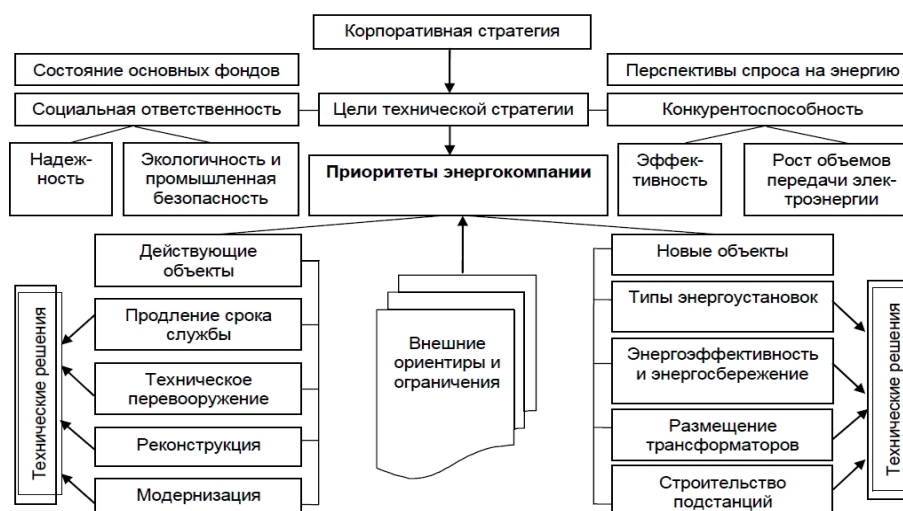 Корпоративная стратегия
Состояние основных фондов
Перспективы спроса на энергию
Социальная ответственность
Цели технической стратегии
Конкурентоспособность
Надеж-
ность
Экологичность и
промышленная
безопасность
Приоритеты энергокомпании
Эффек-
тивность
Рост объемов
передачи элек-
троэнергии
Действующие
объекты
Новые объекты
Технические решения
Продление срока
службы
Техническое
перевооружение
Реконструкция
Модернизация
Внешние
ориентиры и
ограничения
Типы энергоустановок
Энергоэффективность
и энергосбережение
Размещение
трансформаторов
Строительство
подстанций
Технические решения